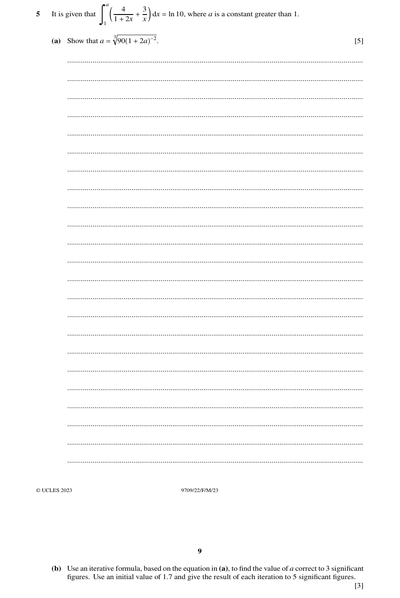 5 It is given that ∫₁ᵃ (4/(1 + 2x) + 3/x) dx = ln 10, where a is a constant greater than 1.
(a) Show that a = ∛(90(1 + 2a)⁻²). [5]
© UCLES 2023 9709/22/F/M/23
9
(b) Use an iterative formula, based on the equation in (a), to find the value of a correct to 3 significant
figures. Use an initial value of 1.7 and give the result of each iteration to 5 significant figures.
[3]